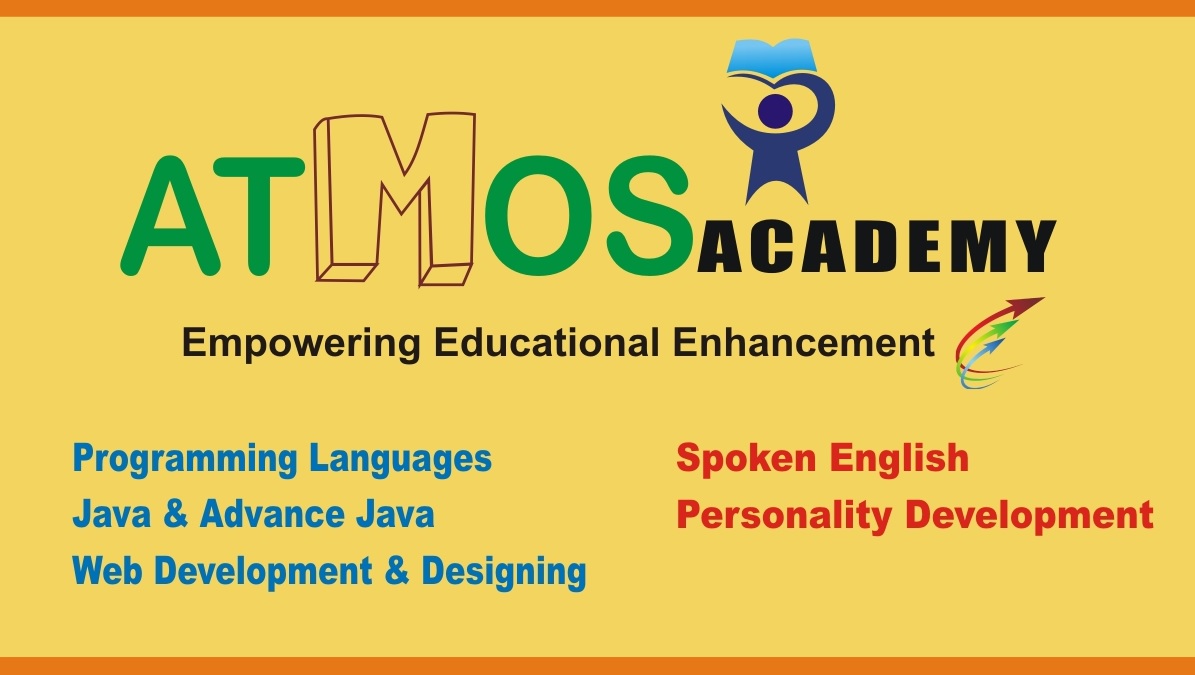 ATMOS ACADEMY
Empowering Educational Enhancement
Programming Languages
Java & Advance Java
Web Development & Designing
Spoken English
Personality Development